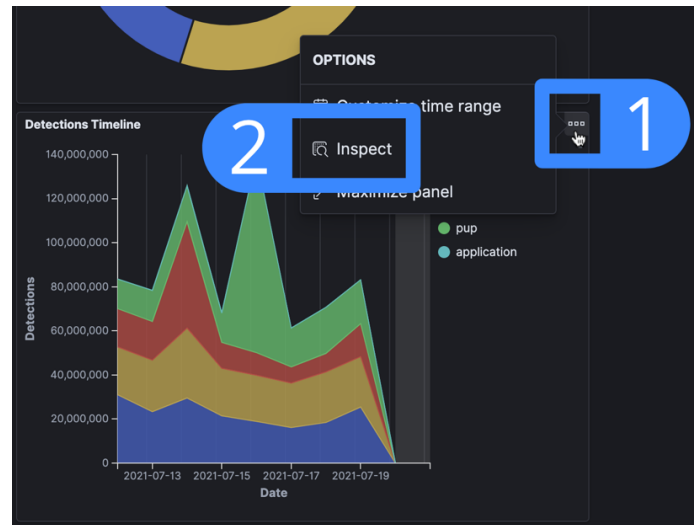 OPTIONS
Customize time range
1
Detections Timeline
2
Inspect
140,000,000
Maximize panel
120,000,000
pup
100,000,000
application
80,000,000
60,000,000
40,000,000
20,000,000
0
Detections
2021-07-13 2021-07-15 2021-07-17 2021-07-19
Date